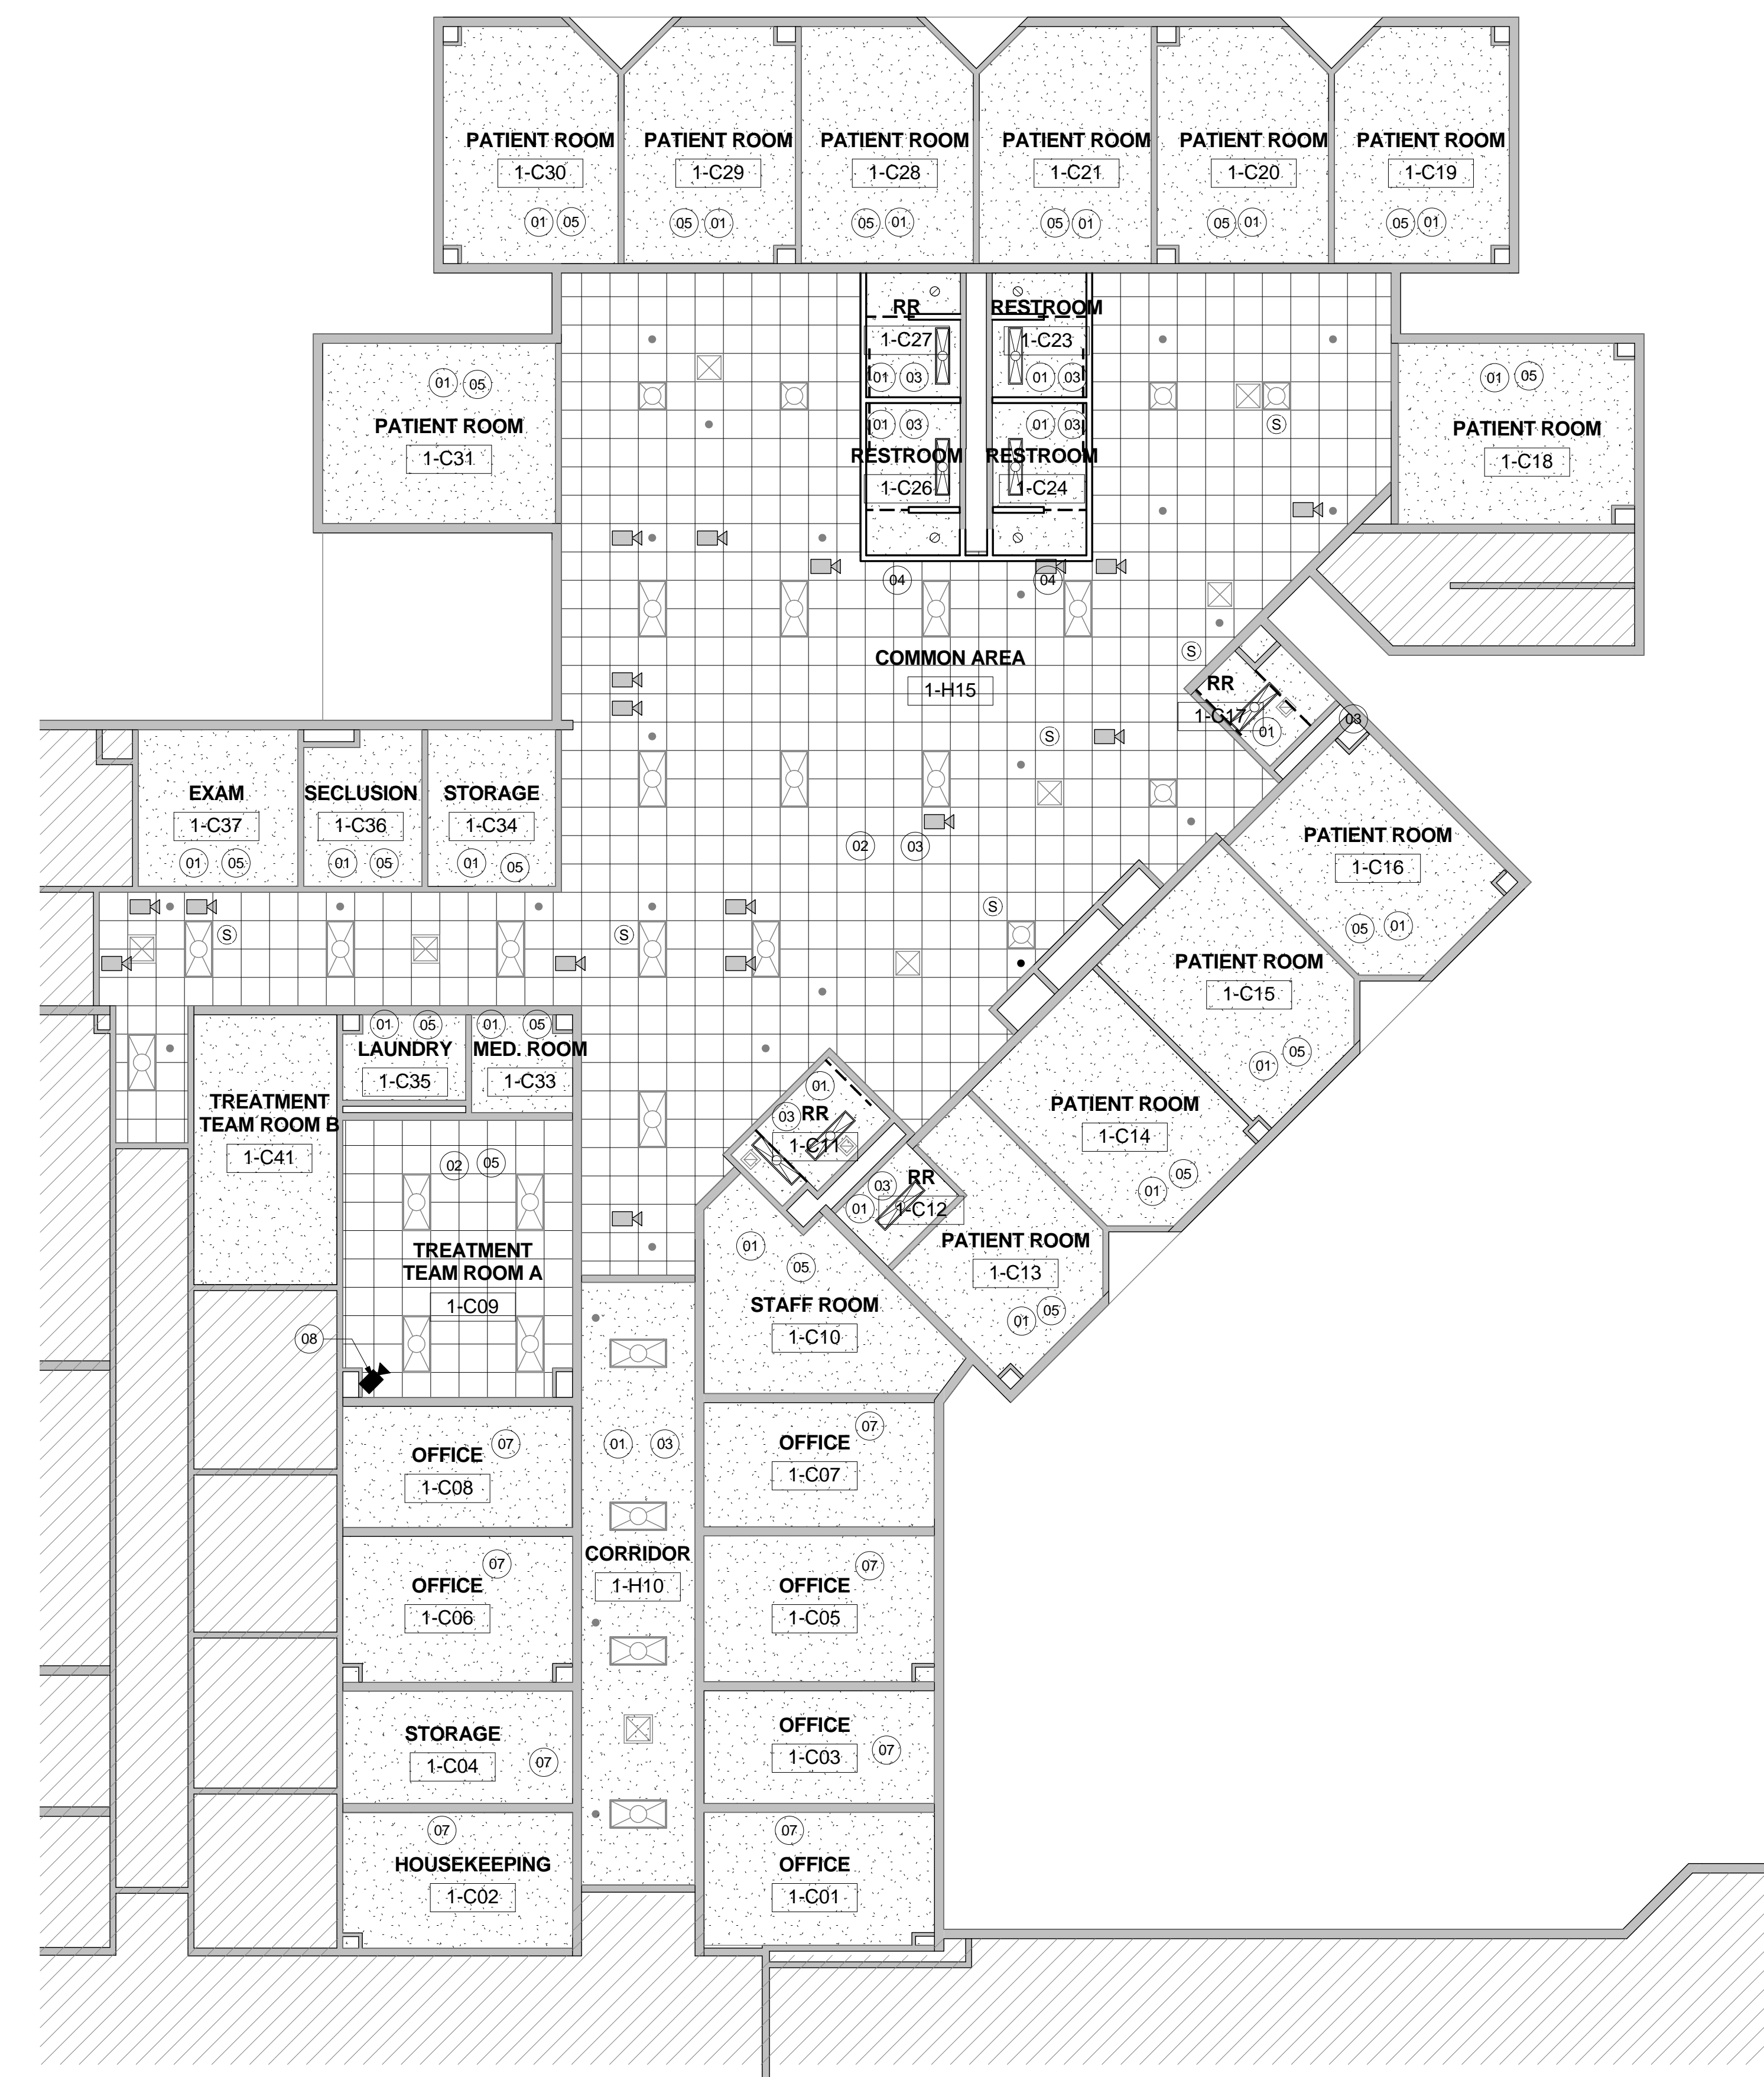 PATIENT ROOM
1-C30
01 05
PATIENT ROOM
1-C29
05 01
PATIENT ROOM
1-C28
05 01
PATIENT ROOM
1-C21
05 01
PATIENT ROOM
1-C20
05 01
PATIENT ROOM
1-C19
05 01
RR
1-C27
01 03
RESTROOM
1-C23
01 03
01 03
RESTROOM
1-C26
01 03
RESTROOM
1-C24
01 05
PATIENT ROOM
1-C31
01 05
PATIENT ROOM
1-C18
S
04
04
COMMON AREA
1-H15
S
RR
1-C17
01
03
S
EXAM
1-C37
01 05
SECLUSION
1-C36
01 05
STORAGE
1-C34
01 05
02 03
PATIENT ROOM
1-C16
05 01
S
S
S
PATIENT ROOM
1-C15
01 05
01 05
LAUNDRY
1-C35
01 05
MED. ROOM
1-C33
TREATMENT
TEAM ROOM B
1-C41
01
03
RR
1-C11
PATIENT ROOM
1-C14
01 05
02 05
TREATMENT
TEAM ROOM A
1-C09
08
03
01
RR
1-C12
PATIENT ROOM
1-C13
01 05
01
05
STAFF ROOM
1-C10
OFFICE
07
1-C08
01 03
OFFICE
07
1-C07
OFFICE
07
1-C06
CORRIDOR
1-H10
OFFICE
07
1-C05
STORAGE
1-C04
07
OFFICE
1-C03
07
07
HOUSEKEEPING
1-C02
07
OFFICE
1-C01